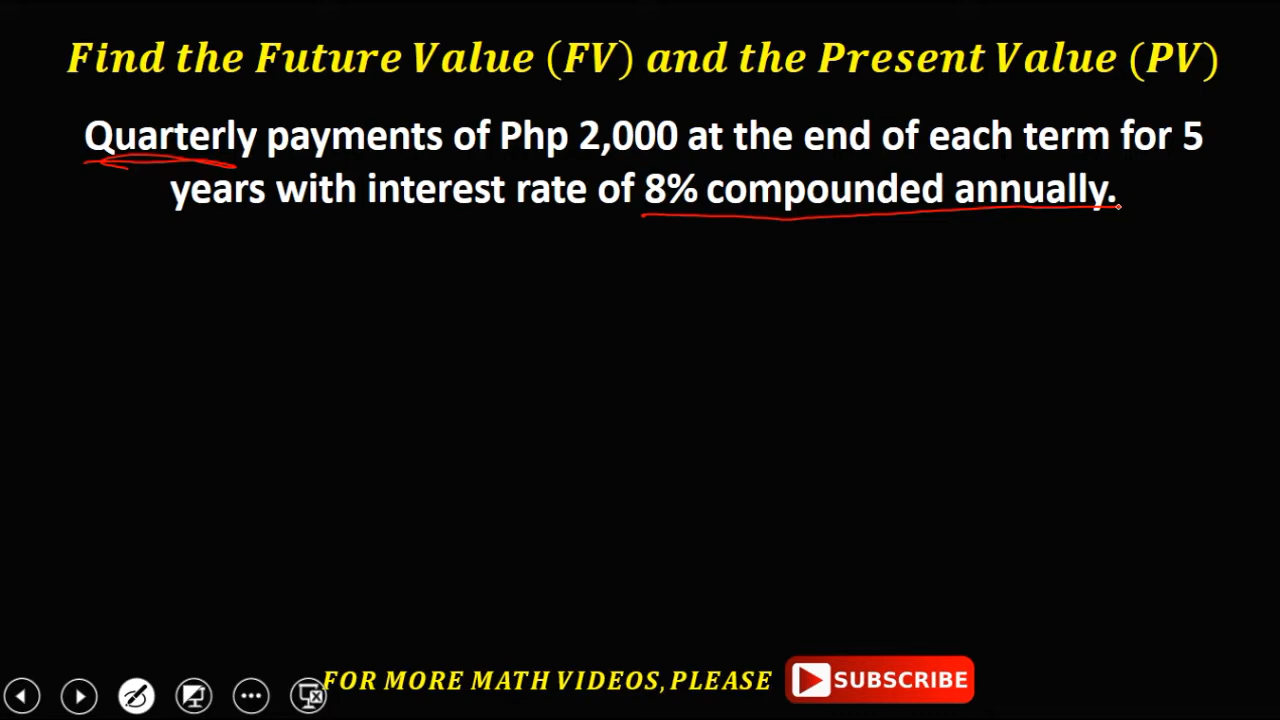 Find the Future Value (FV) and the Present Value (PV)
Quarterly payments of Php 2,000 at the end of each term for 5
years with interest rate of 8% compounded annually.
FOR MORE MATH VIDEOS, PLEASE SUBSCRIBE